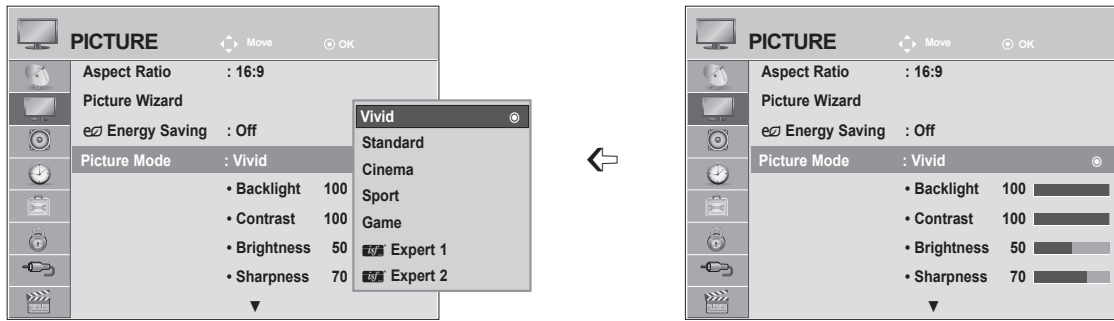 PICTURE Move OK
Aspect Ratio : 16:9
Picture Wizard
Energy Saving : Off
Picture Mode : Vivid
• Backlight 100
• Contrast 100
• Brightness 50
• Sharpness 70
▼
Vivid
Standard
Cinema
Sport
Game
Expert 1
Expert 2
PICTURE Move OK
Aspect Ratio : 16:9
Picture Wizard
Energy Saving : Off
Picture Mode : Vivid
• Backlight 100
• Contrast 100
• Brightness 50
• Sharpness 70
▼